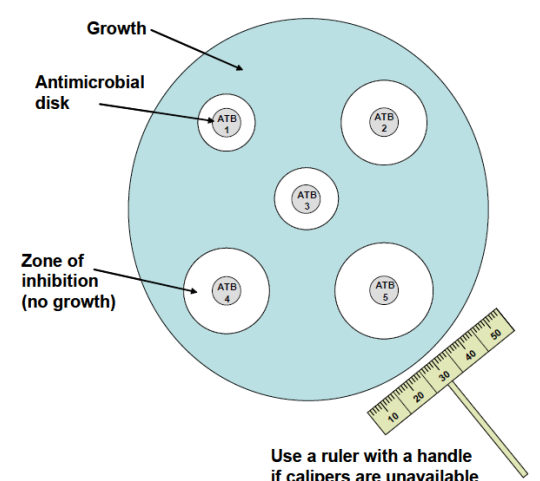 Growth
Antimicrobial
disk
ATB
1
ATB
2
ATB
3
Zone of
inhibition
(no growth)
ATB
4
ATB
5
10 20 30 40 50
Use a ruler with a handle
if calipers are unavailable